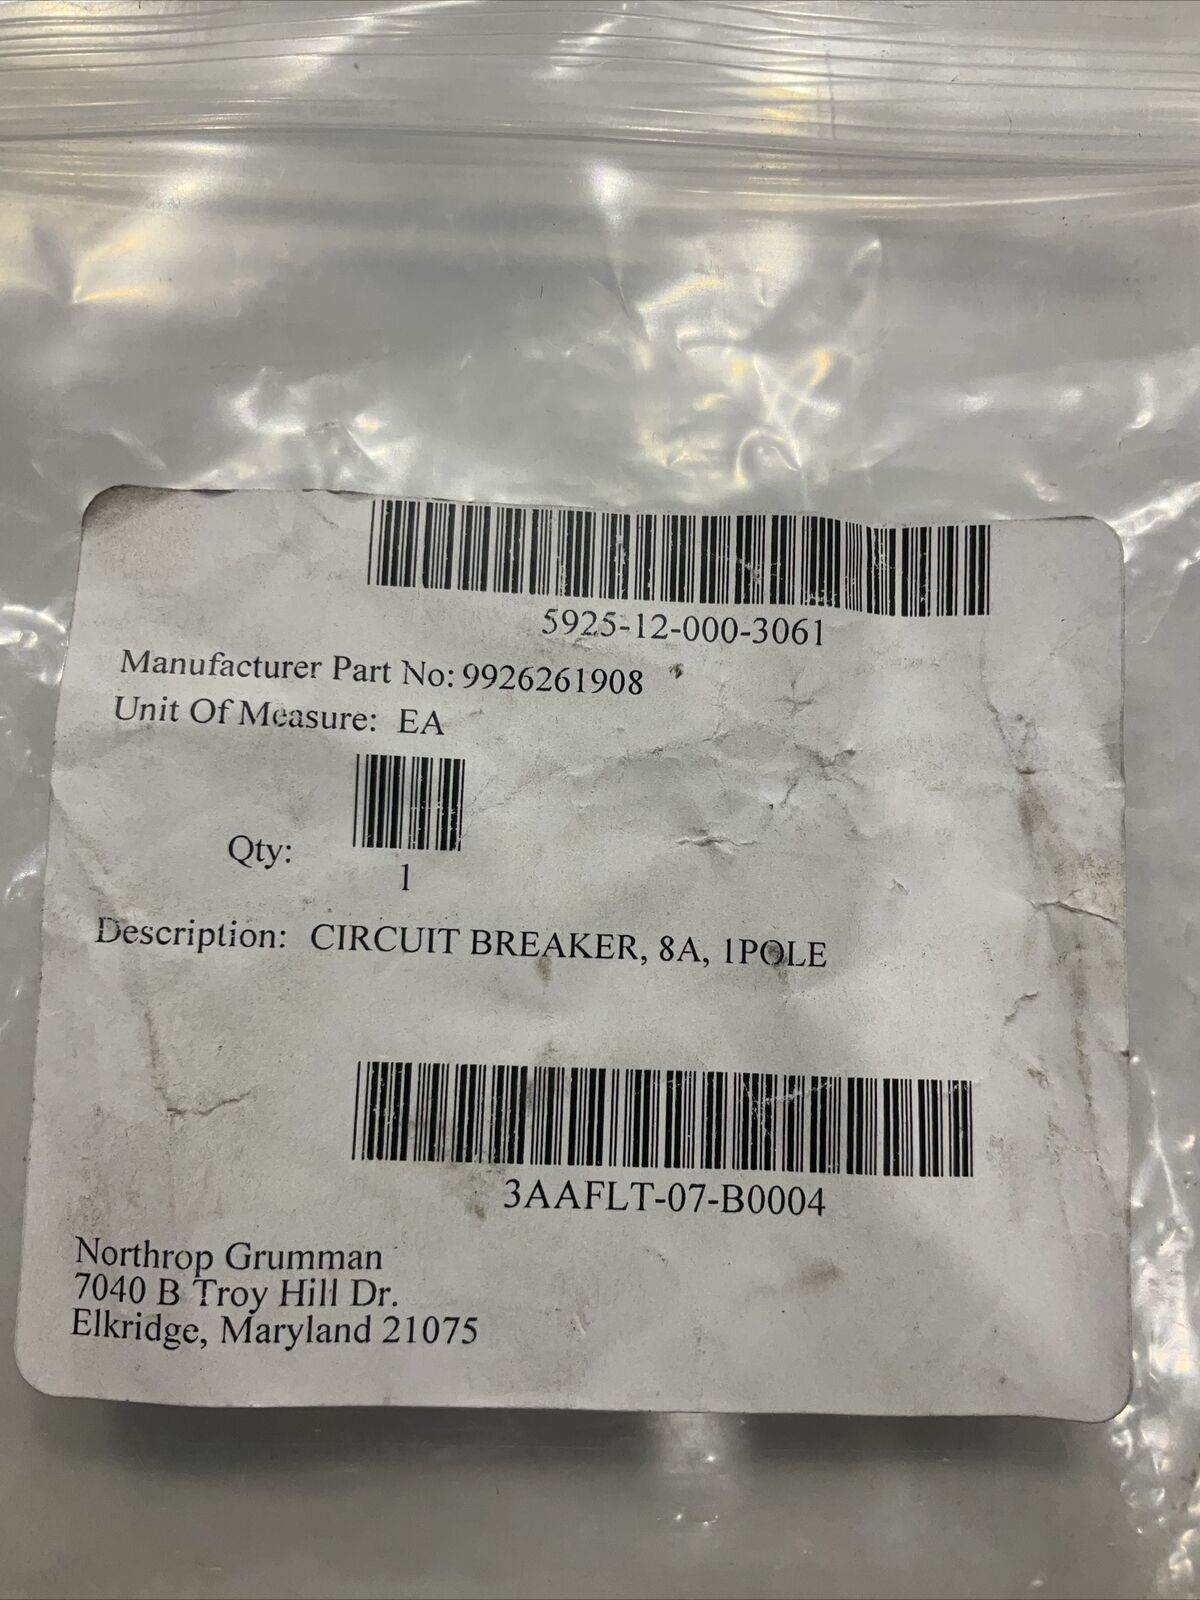 5925-12-000-3061
Manufacturer Part No: 9926261908
Unit Of Measure: EA
Qty:
1
Description: CIRCUIT BREAKER, 8A, 1POLE
3AAFLT-07-B0004
Northrop Grumman
7040 B Troy Hill Dr.
Elkridge, Maryland 21075